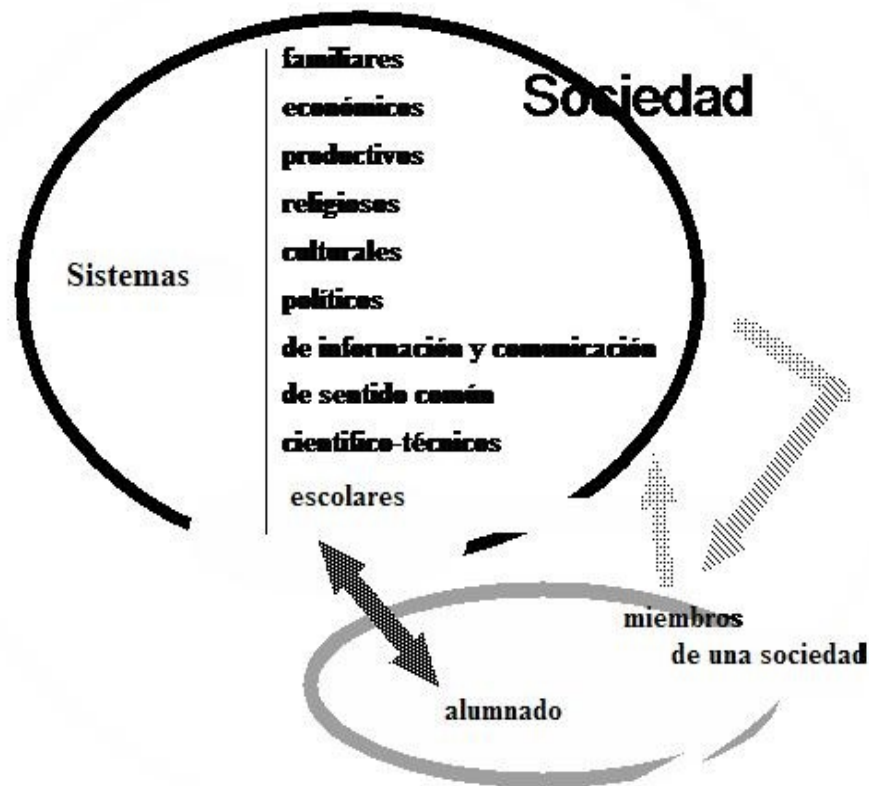 familiares
Sociedad
económicos
productivos
religiosos
culturales
Sistemas
políticos
de información y comunicación
de sentido común
científico-técnicos
escolares
miembros
de una sociedad
alumnado